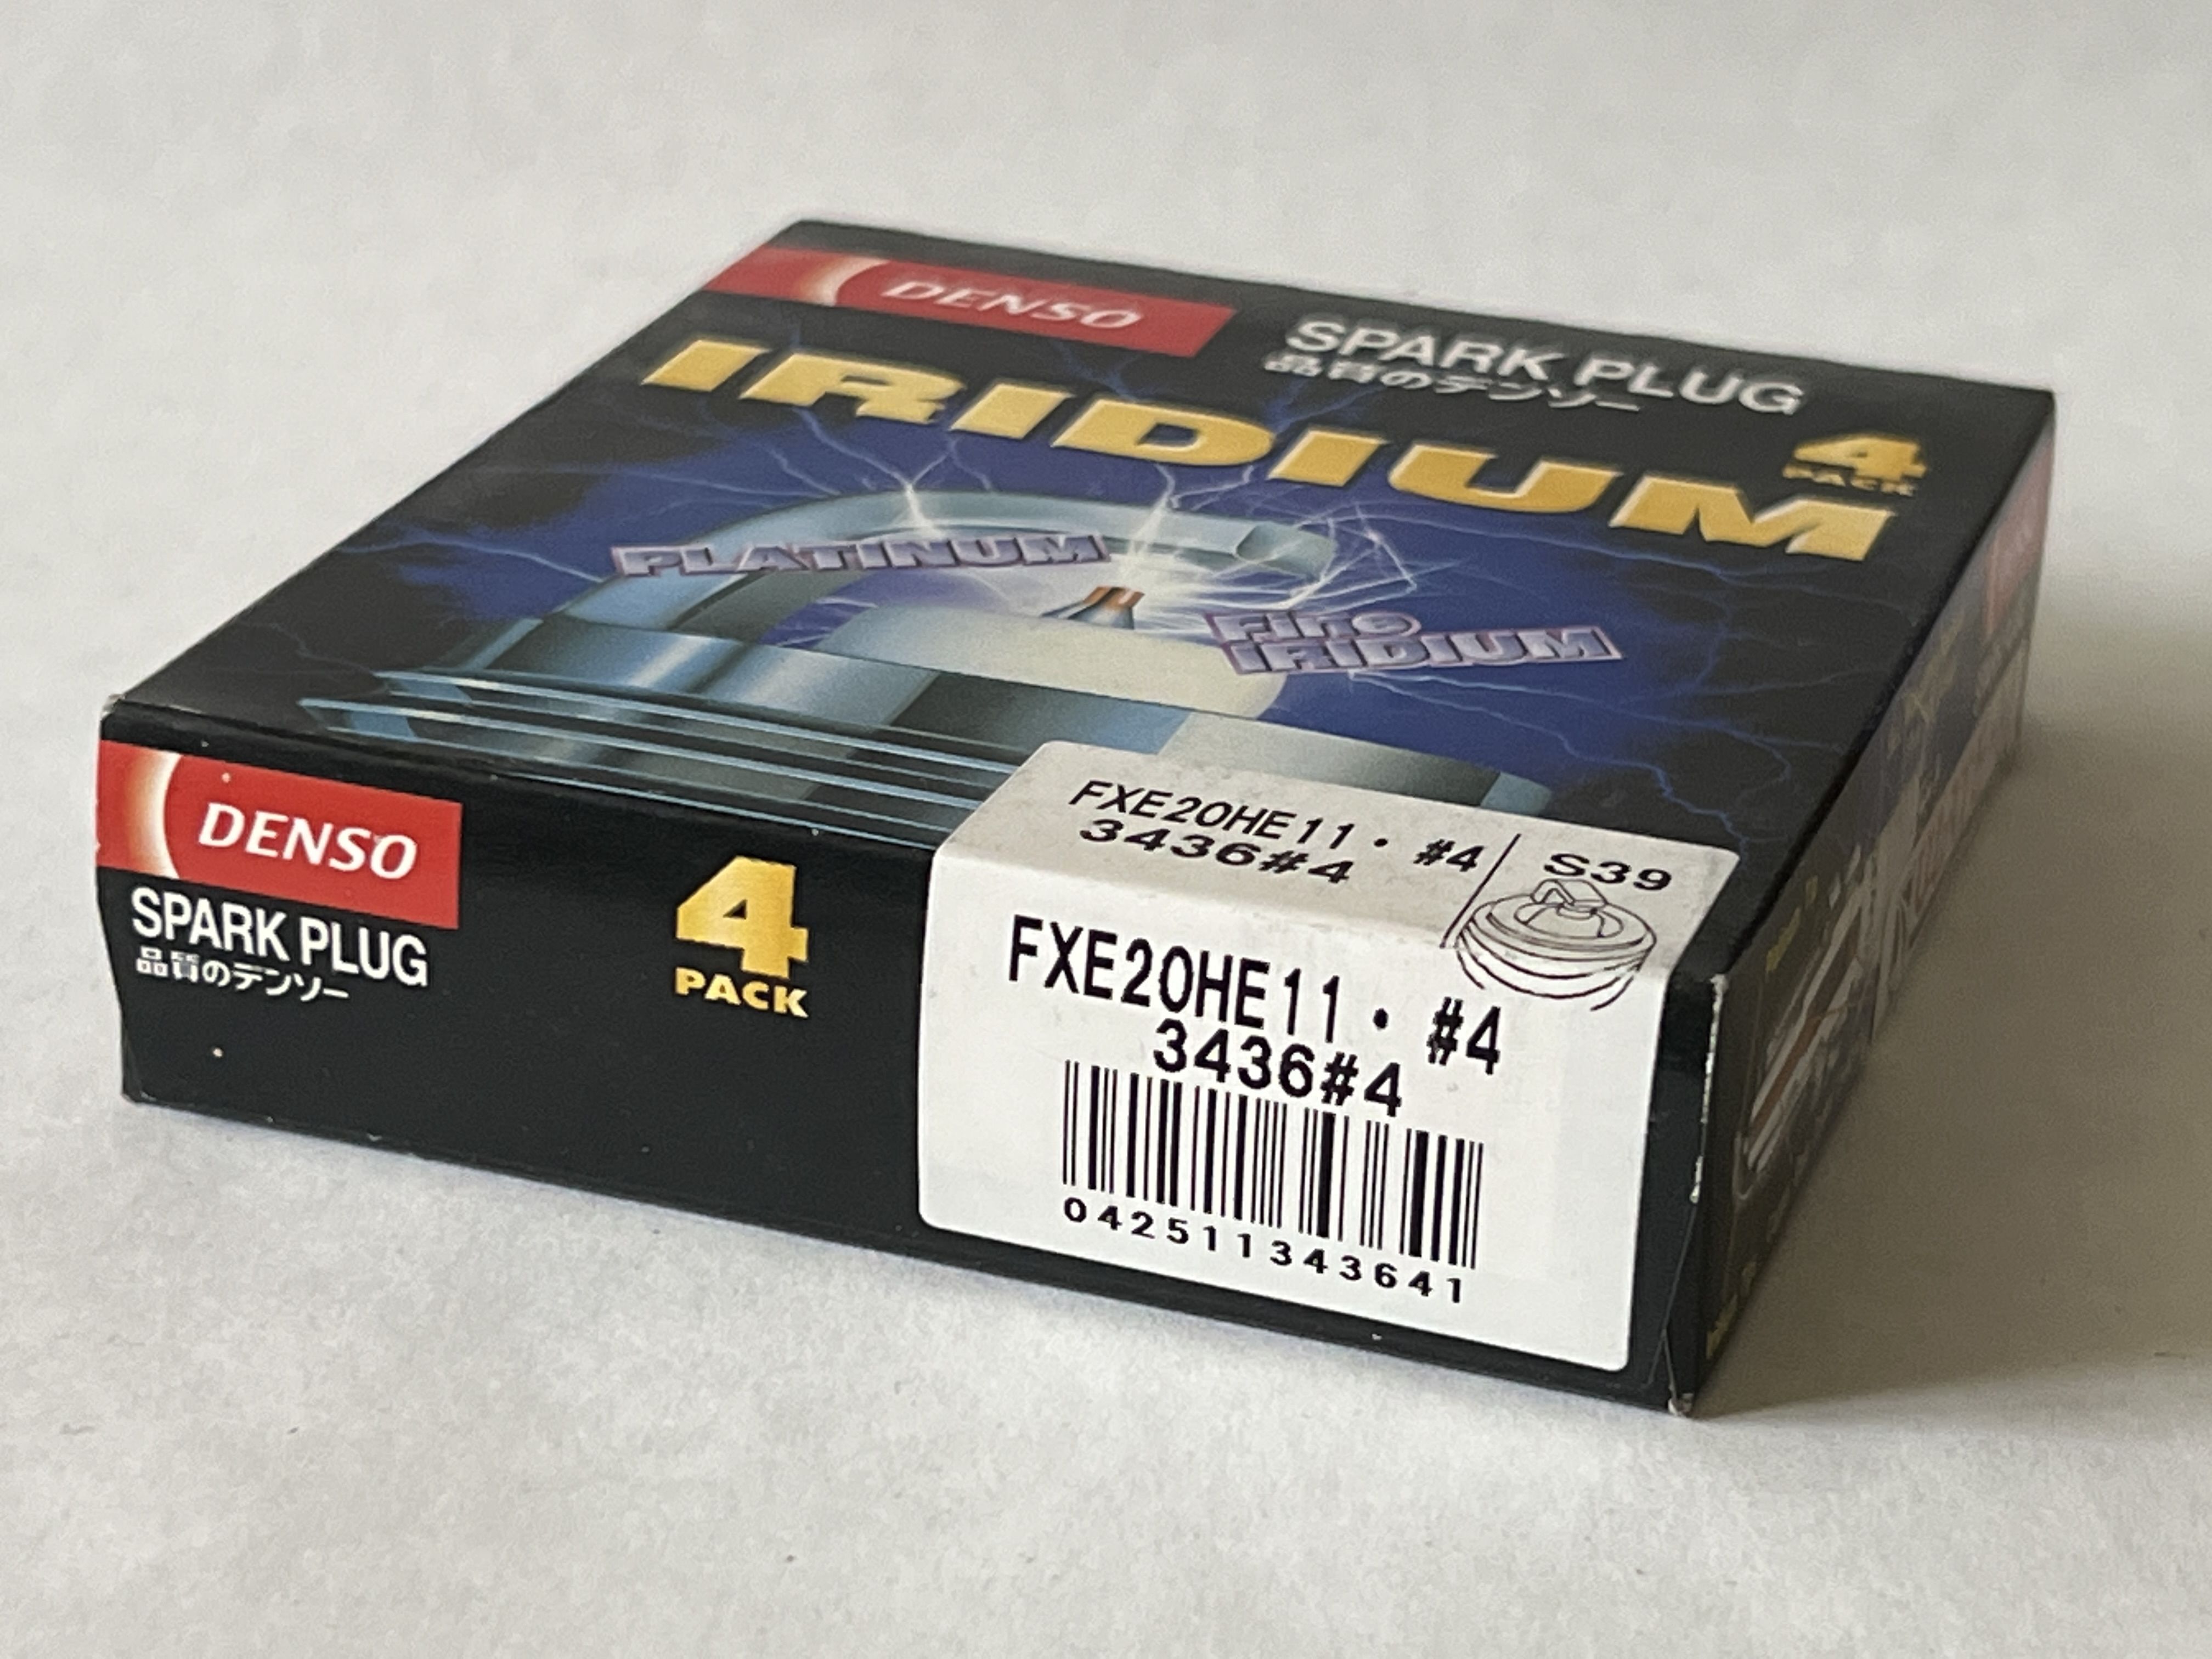 DENSO
SPARK PLUG
品質のデンソー
IRIDIUM
4
PACK
PLATINUM
Fine
IRIDIUM
FXE20HE11・ #4
3436#4
S39
DENSO
SPARK PLUG
品質のデンソー
4
PACK
FXE20HE11・ #4
3436#4
042511343641